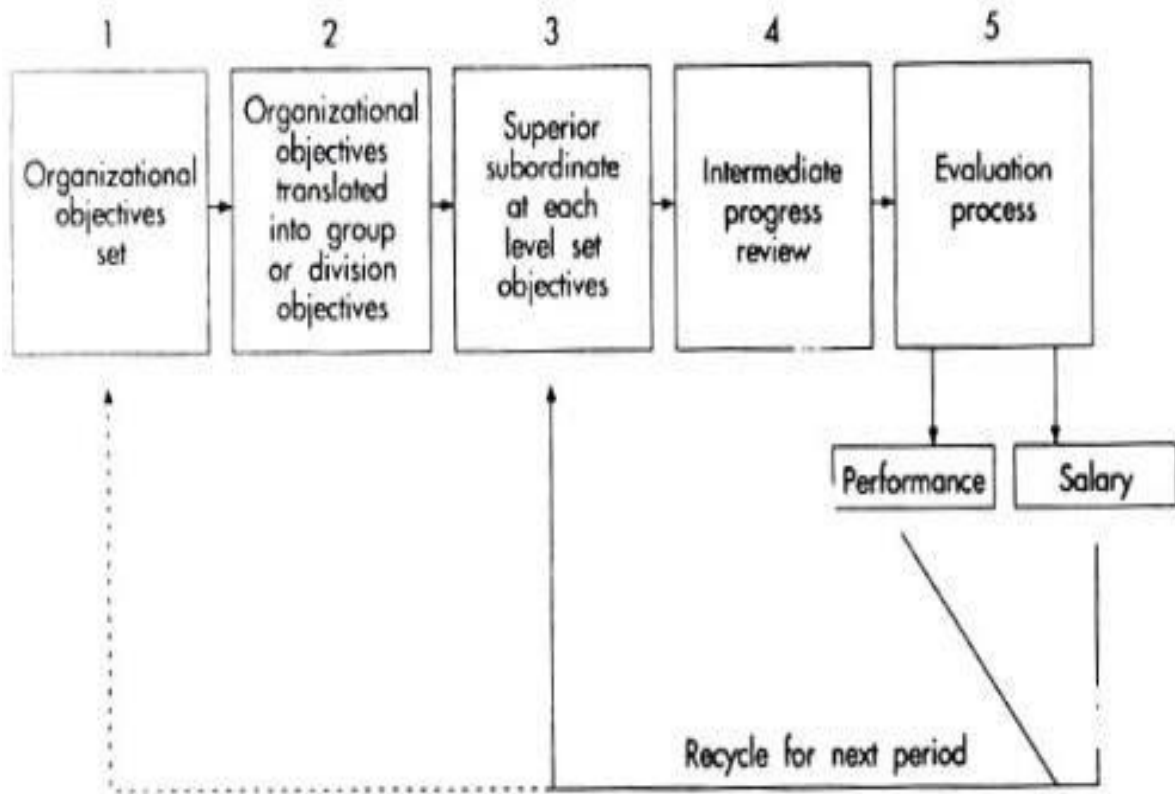 1
2
3
4
5
Organizational
objectives
set
Organizational
objectives
translated
into group
or division
objectives
Superior
subordinate
at each
level set
objectives
Intermediate
progress
review
Evaluation
process
Performance
Salary
Recycle for next period